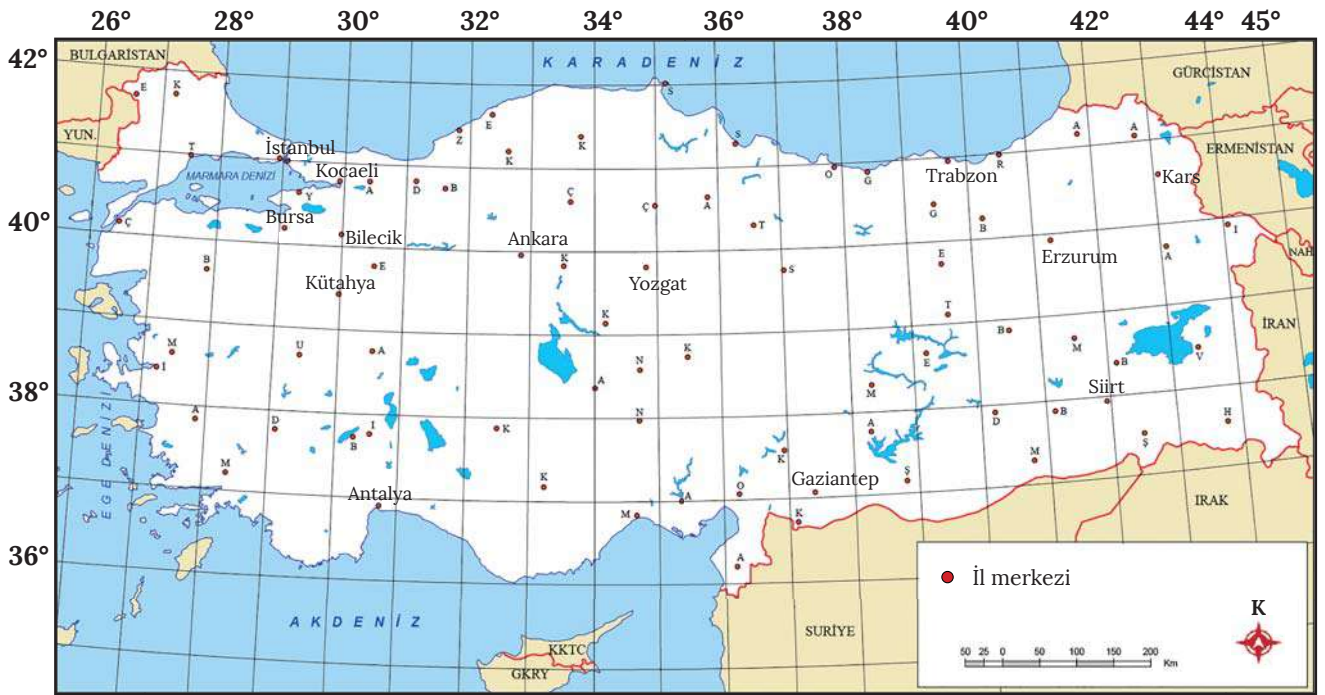 26° 28° 30° 32° 34° 36° 38° 40° 42° 44° 45°
42°
BULGARİSTAN
K A R A D E N İ Z
GÜRCİSTAN
E K
S
E
Z
YUN.
T
İstanbul
K
K
S
A A
R
ERMENİSTAN
MARMARA DENİZİ
Kocaeli
Y
A D B
O G
Trabzon
Kars
40°
Ç
Bursa
Bilecik
Ç
Ç
A
T
G
B
I
Ankara
Erzurum
A
NAH
B
E
Kütahya
K
Yozgat
S
E
İRAN
K
T
B
M
M
I
U
A
K
N
A
E
M
B
V
38°
Siirt
A
D
B
I
K
N
A
D
B
Ş
H
EGE DENİZİ
M
Antalya
K
K
M
A
O
Gaziantep
K
Ş
M
IRAK
36°
A
A K D E N İ Z
KKTC
GKRY
SURİYE
İl merkezi
K
50 25 0 50 100 150 200
Km